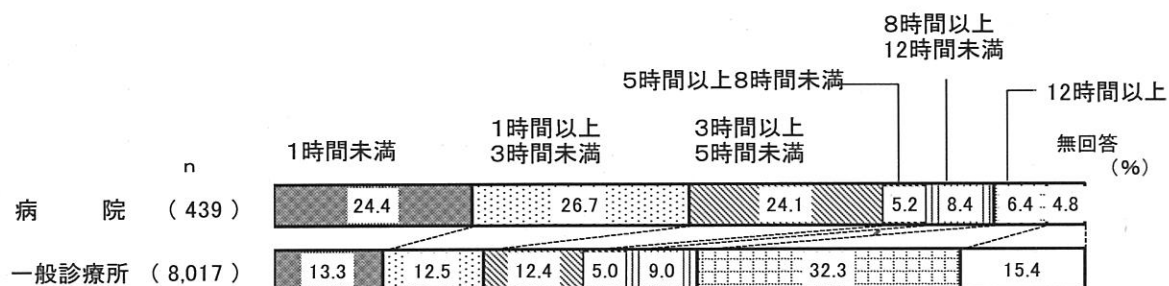 8時間以上
12時間未満
5時間以上8時間未満
12時間以上
1時間以上
3時間未満
3時間以上
5時間未満
1時間未満
無回答
(%)
n
病 院 (439)
24.4 26.7 24.1 5.2 8.4 6.4 4.8
一般診療所 (8,017)
13.3 12.5 12.4 5.0 9.0 32.3 15.4